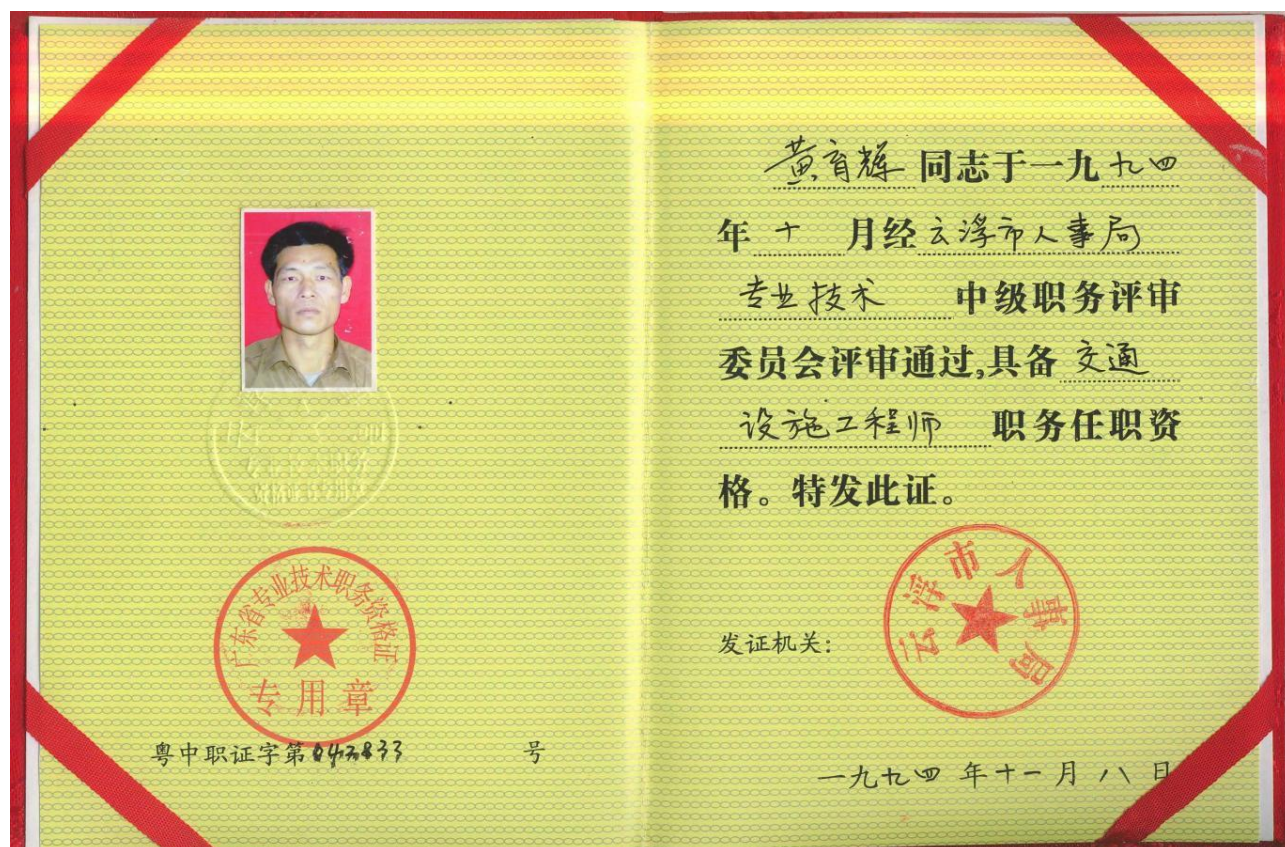 广东省专业技术职务资格证
专用章
粤中职证字第 号
黄育辉同志于一九九四
年十月经云浮市人事局
专业技术 中级职务评审
委员会评审通过,具备交通
设施工程师 职务任职资
格。特发此证。
云浮市人事局
发证机关:
一九九四年十一月八日